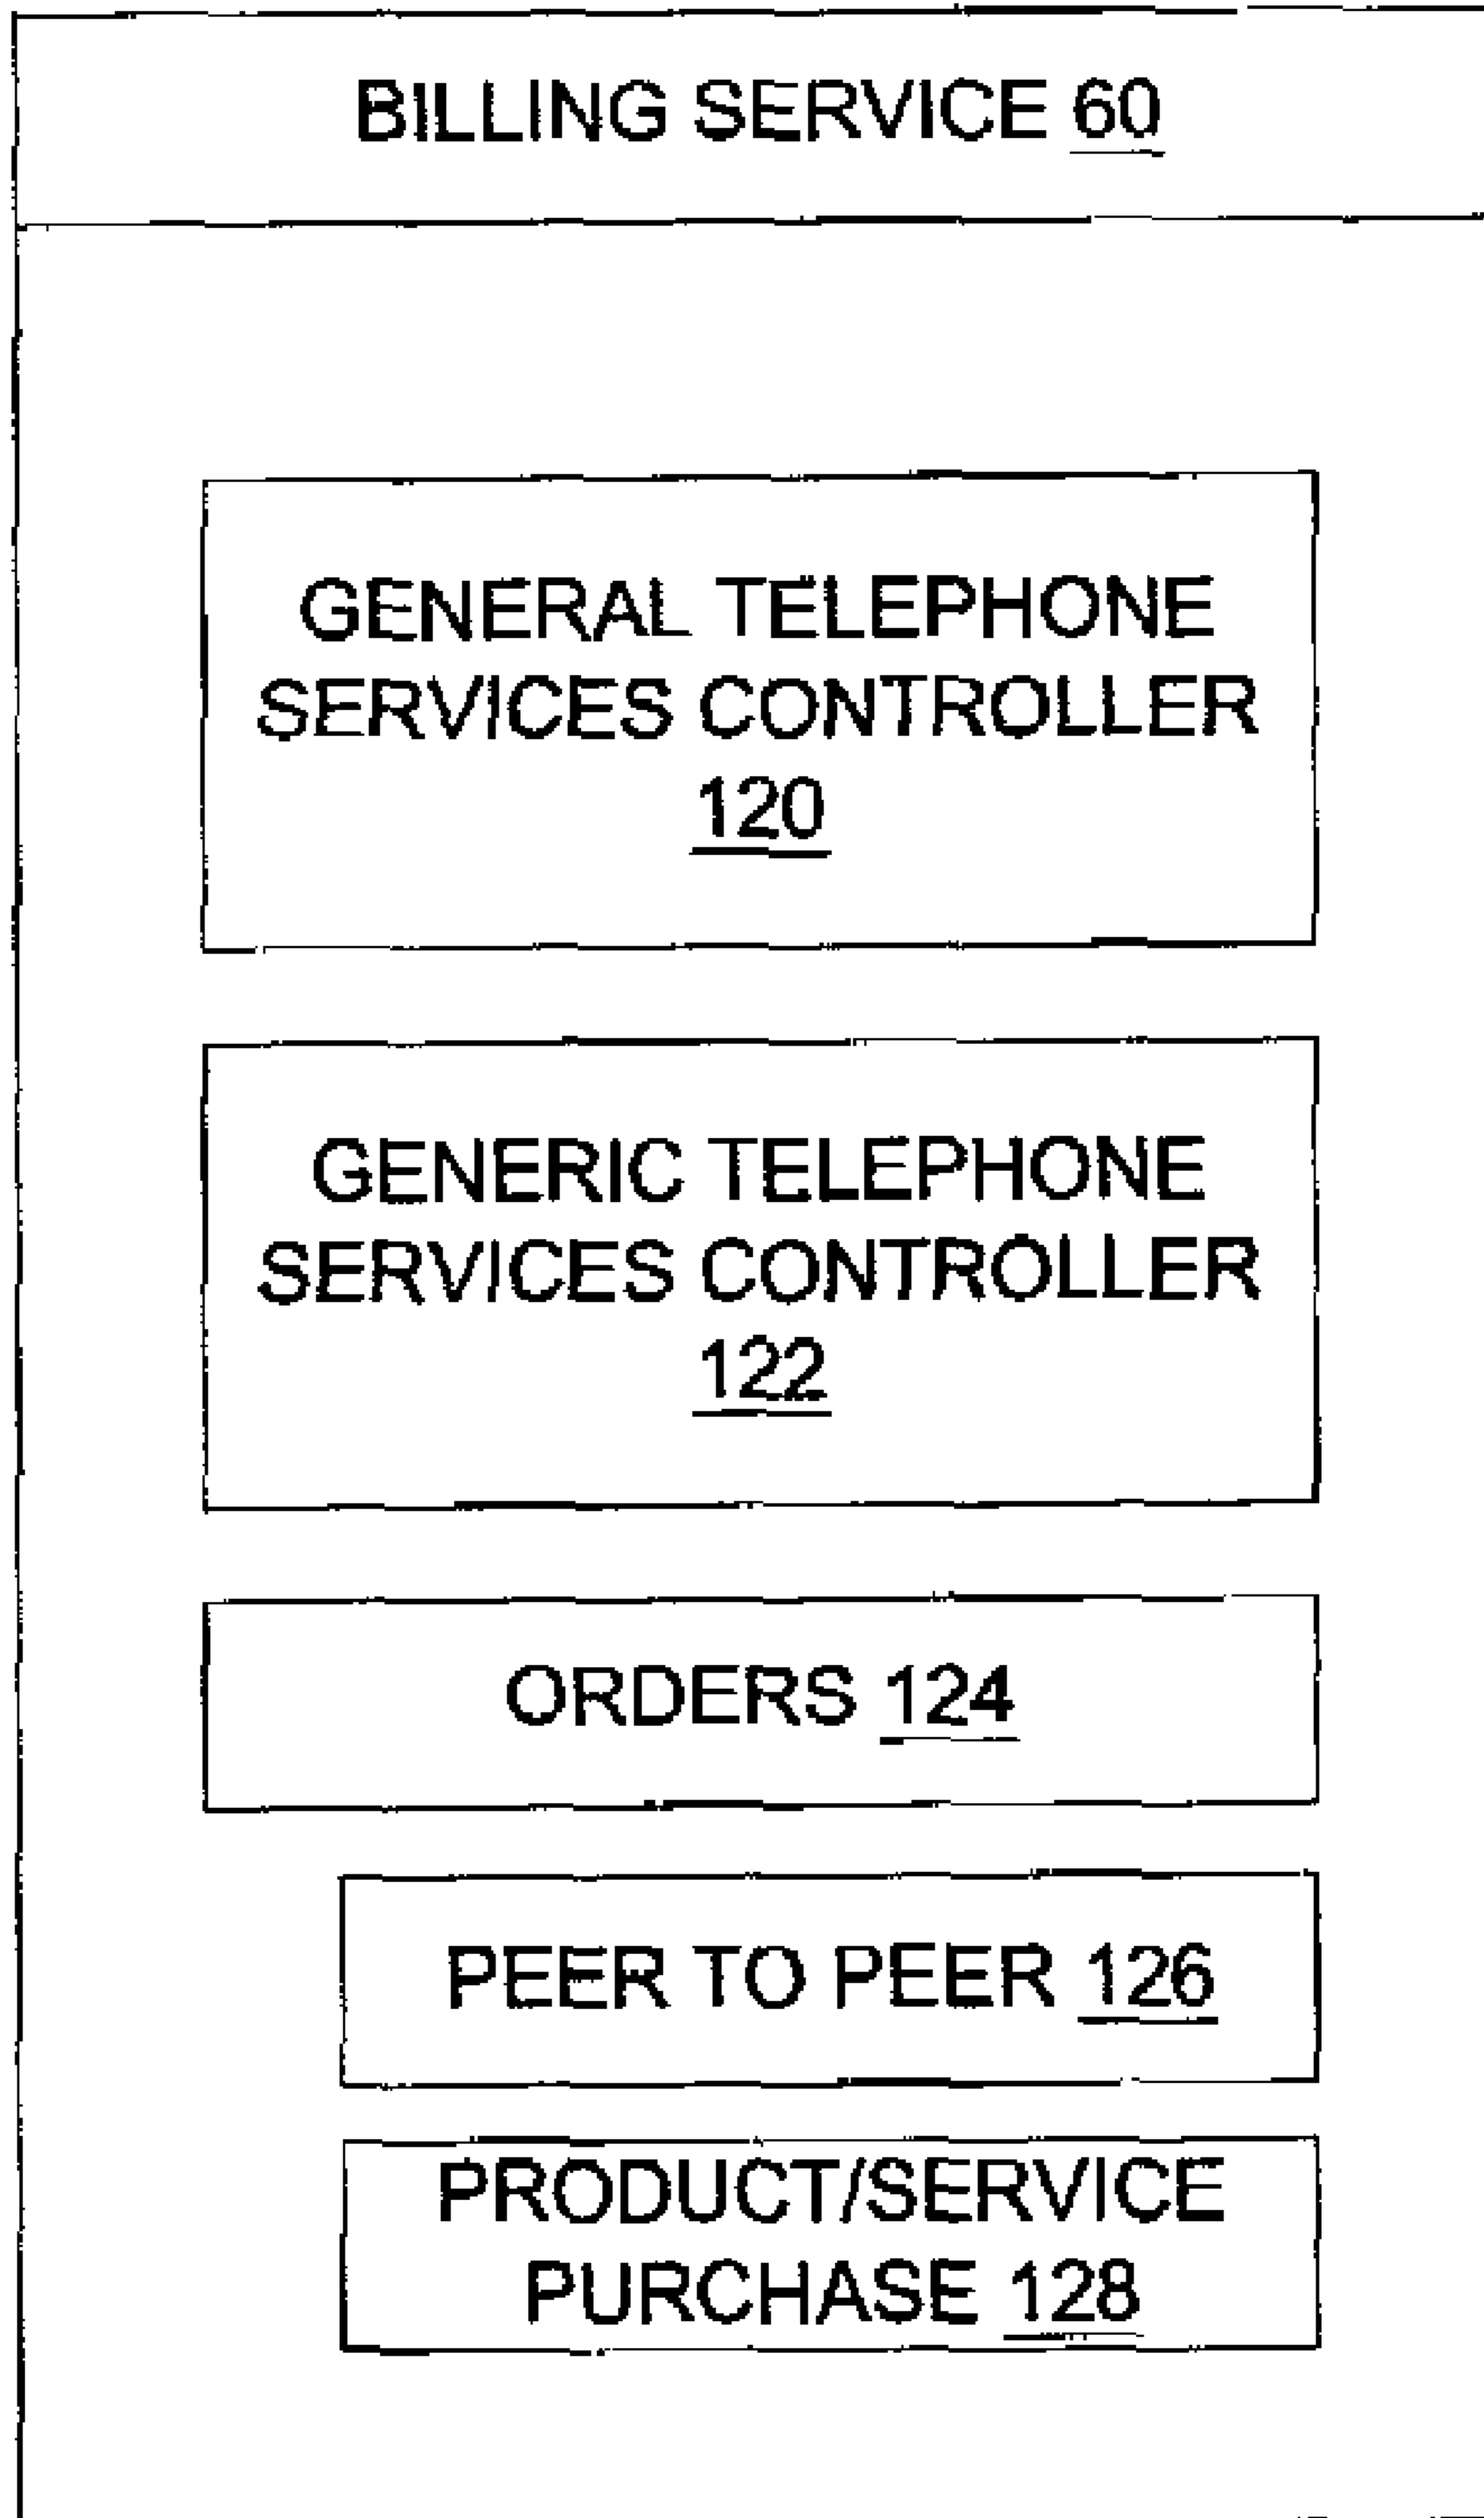 BILLING SERVICE 60
GENERAL TELEPHONE
SERVICES CONTROLLER
120
GENERIC TELEPHONE
SERVICES CONTROLLER
122
ORDERS 124
PEER TO PEER 126
PRODUCT/SERVICE
PURCHASE 128